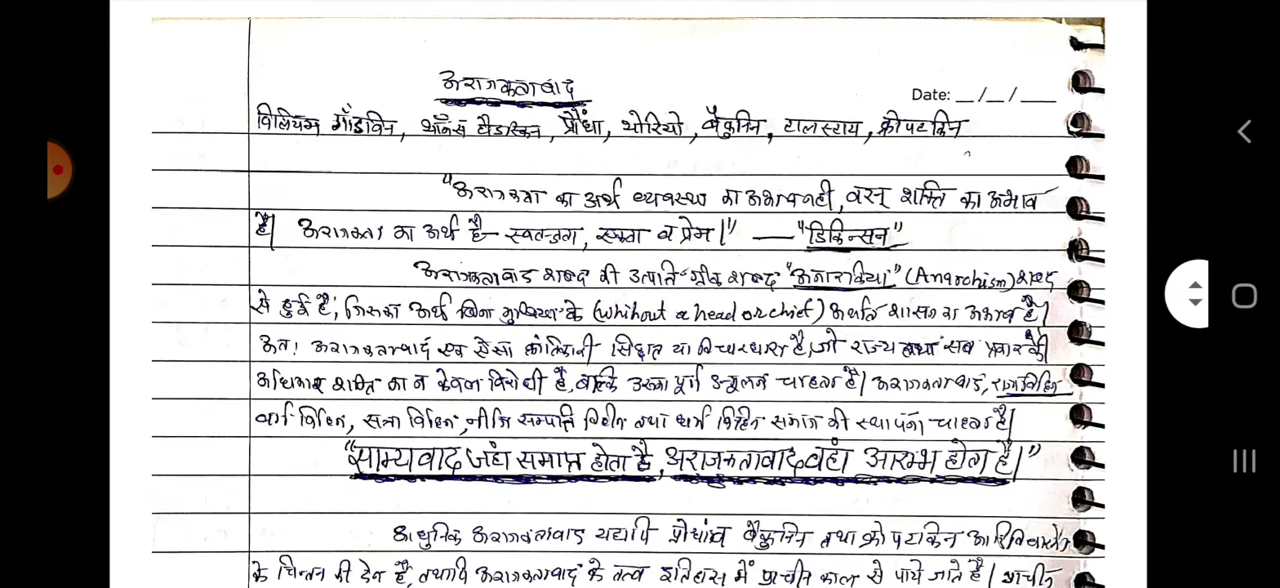 अराजकतावाद
Date: __/__/__
विलियम गॉडविन, थॉमस हौडस्किन, प्रौधा, थोरियो, बैकुनिन, टालस्टाय, क्रोपटकिन
"अराजकता का अर्थ व्यवस्था का अभाव नही, वरन् शक्ति का अभाव
है। अराजकता का अर्थ है- स्वतन्त्रता, समता व प्रेम।" — "डिकिन्सन"
अराजकतावाद शब्द की उत्पति ग्रीक शब्द "अनारकिया" (Anarchism) शब्द
से हुई है, जिसका अर्थ बिना मुखिया के (whihout a head or chief) अर्थात शासन का अभाव है।
अतः अराजकतावाद एक ऐसा क्रांतिकारी सिद्धांत या विचारधारा है, जो राज्य तथा सब प्रकार की
अधिकार शक्ति का न केवल विरोधी है, बल्कि उसका पूर्ण उन्मूलन चाहता है। अराजकतावाद, राज्यविहिन
वर्ग विहिन, सत्ता विहिन, नीजि सम्पत्ति विहीन तथा धर्म विहिन समाज की स्थापना चाहता है।
"साम्यवाद जहां समाप्त होता है, अराजकतावाद वहां आरम्भ होता है।"
आधुनिक अराजकतावाद यद्यपि प्रोधां व बैकुनिन तथा क्रोपटाकिन आदि विचारकों
के चिन्तन की देन है, तथापि अराजकतावाद के तत्व इतिहास में प्राचीन काल से पाये जाते है। प्राचीन